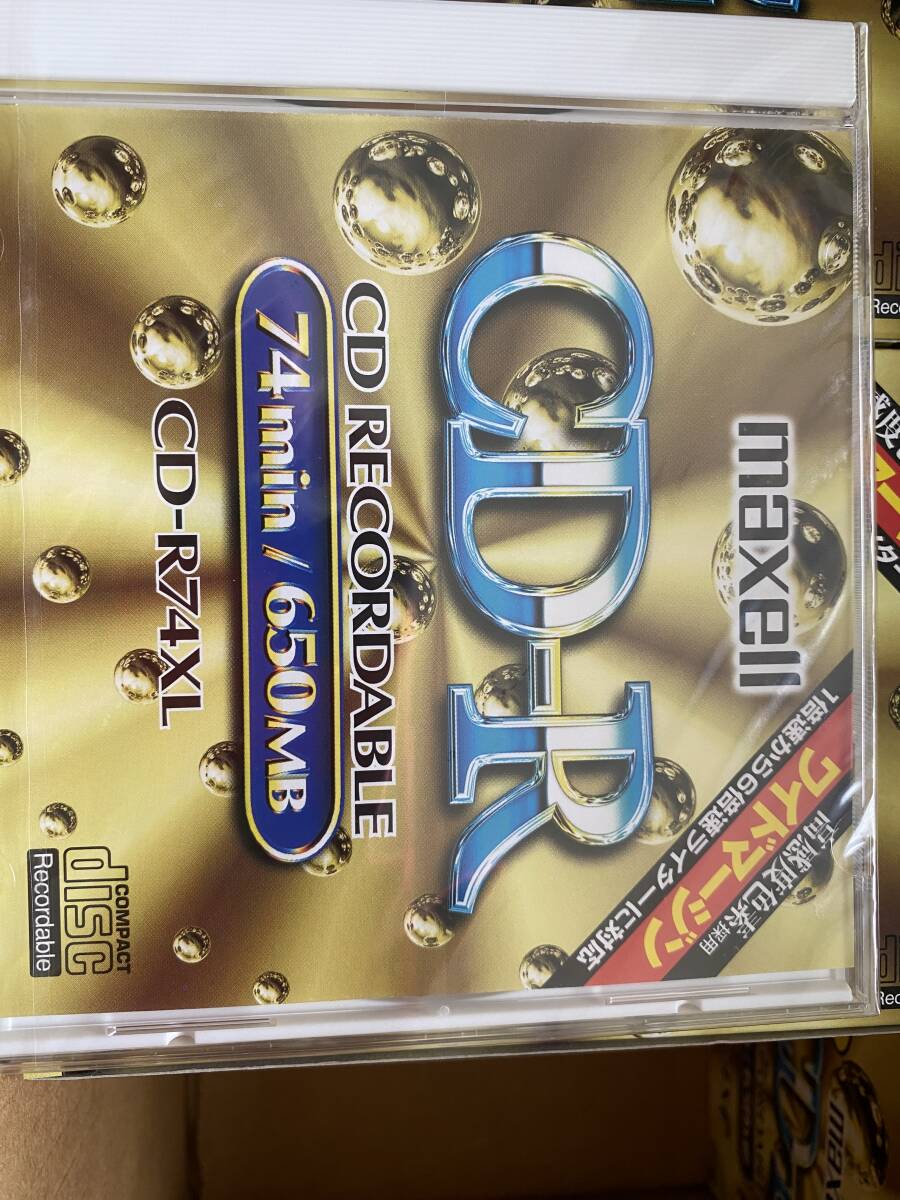 maxell
高感度色素採用
ワイドマージン
1倍速から6倍速ライターに対応
CD-R
CD RECORDABLE
74min / 650MB
CD-R74XL
COMPACT
disc
Recordable